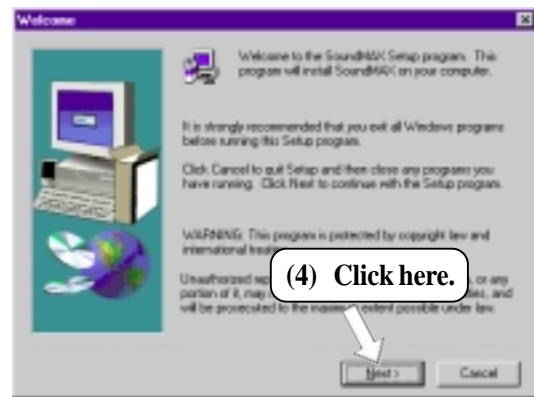 Welcome
Welcome to the SoundMAX Setup program. This
program will install SoundMAX on your computer.
It is strongly recommended that you exit all Windows programs
before running this Setup program.
Click Cancel to quit Setup and then close any programs you
have running. Click Next to continue with the Setup program.
WARNING: This program is protected by copyright law and
international
Unauthorized or any
portion of it, may and
will be prosecuted to the maximum extent possible under law.
(4) Click here.
Next >
Cancel